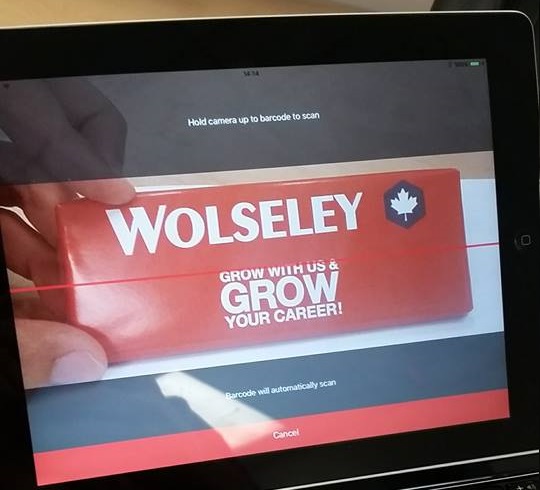 14:14
Hold camera up to barcode to scan
WOLSELEY
GROW WITH US &
GROW
YOUR CAREER!
Barcode will automatically scan
Cancel